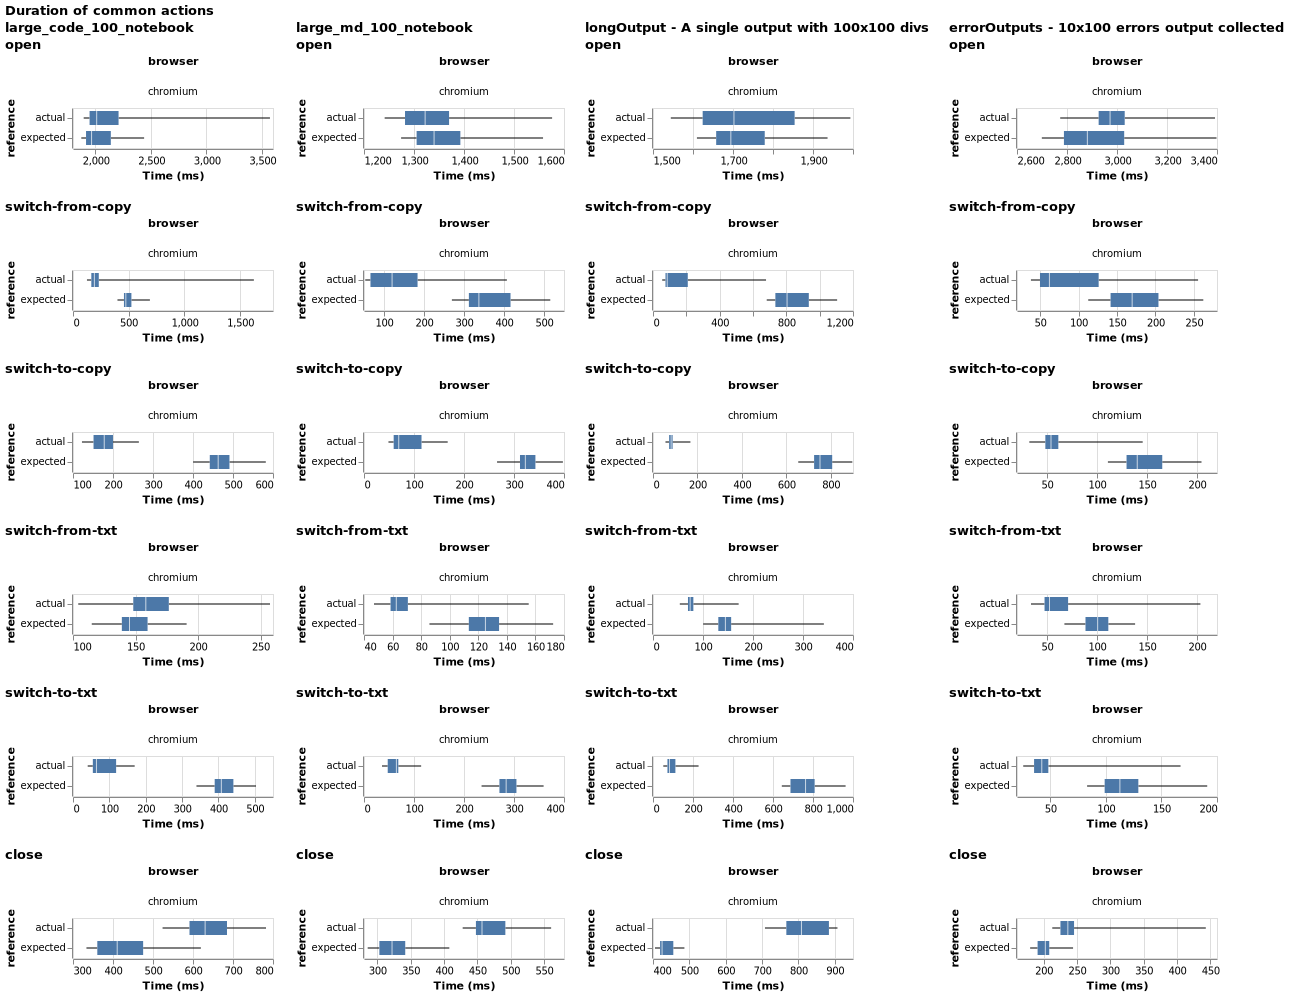 Duration of common actions
large_code_100_notebook large_md_100_notebook longOutput - A single output with 100x100 divs errorOutputs - 10x100 errors output collected
open open open open
browser browser browser browser
chromium chromium chromium chromium
reference reference reference reference
actual actual actual actual
expected expected expected expected
2,000 2,500 3,000 3,500 1,200 1,300 1,400 1,500 1,600 1,500 1,700 1,900 2,600 2,800 3,000 3,200 3,400
Time (ms) Time (ms) Time (ms) Time (ms)
switch-from-copy switch-from-copy switch-from-copy switch-from-copy
browser browser browser browser
chromium chromium chromium chromium
reference reference reference reference
actual actual actual actual
expected expected expected expected
0 500 1,000 1,500 100 200 300 400 500 0 400 800 1,200 50 100 150 200 250
Time (ms) Time (ms) Time (ms) Time (ms)
switch-to-copy switch-to-copy switch-to-copy switch-to-copy
browser browser browser browser
chromium chromium chromium chromium
reference reference reference reference
actual actual actual actual
expected expected expected expected
100 200 300 400 500 600 0 100 200 300 400 0 200 400 600 800 50 100 150 200
Time (ms) Time (ms) Time (ms) Time (ms)
switch-from-txt switch-from-txt switch-from-txt switch-from-txt
browser browser browser browser
chromium chromium chromium chromium
reference reference reference reference
actual actual actual actual
expected expected expected expected
100 150 200 250 40 60 80 100 120 140 160 180 0 100 200 300 400 50 100 150 200
Time (ms) Time (ms) Time (ms) Time (ms)
switch-to-txt switch-to-txt switch-to-txt switch-to-txt
browser browser browser browser
chromium chromium chromium chromium
reference reference reference reference
actual actual actual actual
expected expected expected expected
0 100 200 300 400 500 0 100 200 300 400 0 200 400 600 800 1,000 50 100 150 200
Time (ms) Time (ms) Time (ms) Time (ms)
close close close close
browser browser browser browser
chromium chromium chromium chromium
reference reference reference reference
actual actual actual actual
expected expected expected expected
300 400 500 600 700 800 300 350 400 450 500 550 400 500 600 700 800 900 200 250 300 350 400 450
Time (ms) Time (ms) Time (ms) Time (ms)